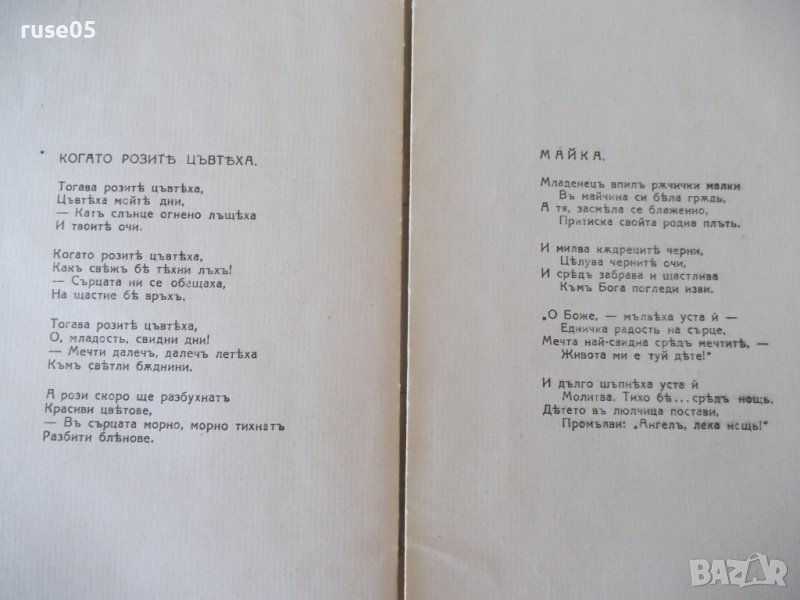 ruse05
КОГАТО РОЗИТѢ ЦЪВТѢХА.
Тогава розитѣ цъвтѣха,
Цъвтѣха мойтѣ дни,
— Катъ слънце огнено лъщѣха
И твоитѣ очи.
Когато розитѣ цъвтѣха,
Какъ свѣжъ бѣ тѣхни лъхъ!
— Сърцата ни се обещаха,
На щастие бѣ връхъ.
Тогава розитѣ цъвтѣха,
О, младость, свидни дни!
— Мечти далечъ, далечъ летѣха
Къмъ свѣтли бѫднини.
А рози скоро ще разбухнатъ
Красиви цвѣтове,
— Въ сърцата морно, морно тихнатъ
Разбити блѣнове.
МАЙКА.
Младенецъ впилъ рѫчички малки
Въ майчина си бѣла грѫдь,
А тя, засмѣла се блаженно,
Притиска свойта родна плъть.
И милва кѫдрецитѣ черни,
Цѣлува чернитѣ очи,
И срѣдъ забрава и щастлива
Къмъ Бога погледи изви.
„О Боже, — мълвѣха уста ѝ —
Едничка радость на сърце,
Мечта най-свидна срѣдъ мечтитѣ, —
Живота ми е туй дѣте!“
И дълго шъпнѣха уста ѝ
Молитва. Тихо бѣ... срѣдъ нощь.
Дѣтето въ люлчица постави,
Промълви: „Ангелъ, лека нощь!“
BAZAR